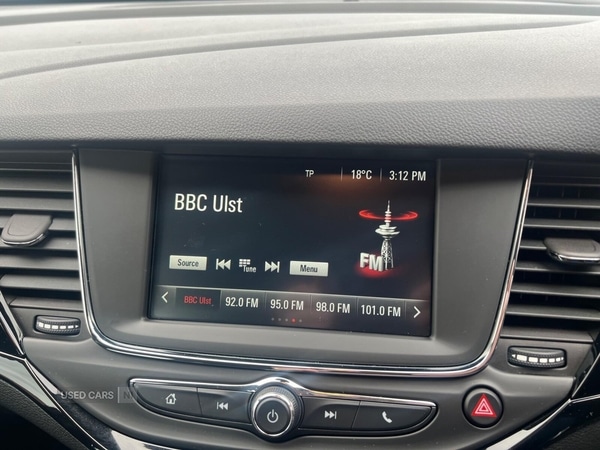 TP 18°C 3:12 PM
BBC Ulst
Source Tune Menu
FM
BBC Ulst 92.0 FM 95.0 FM 98.0 FM 101.0 FM
USED CARS NI